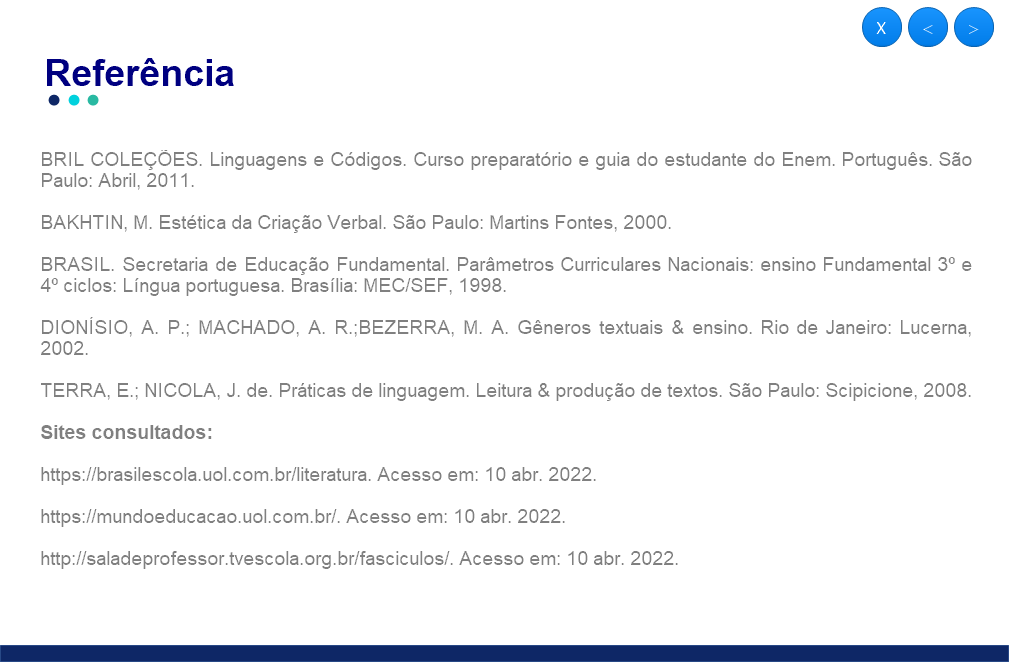 X < >
Referência
BRIL COLEÇÕES. Linguagens e Códigos. Curso preparatório e guia do estudante do Enem. Português. São
Paulo: Abril, 2011.
BAKHTIN, M. Estética da Criação Verbal. São Paulo: Martins Fontes, 2000.
BRASIL. Secretaria de Educação Fundamental. Parâmetros Curriculares Nacionais: ensino Fundamental 3º e
4º ciclos: Língua portuguesa. Brasília: MEC/SEF, 1998.
DIONÍSIO, A. P.; MACHADO, A. R.;BEZERRA, M. A. Gêneros textuais & ensino. Rio de Janeiro: Lucerna,
2002.
TERRA, E.; NICOLA, J. de. Práticas de linguagem. Leitura & produção de textos. São Paulo: Scipicione, 2008.
Sites consultados:
https://brasilescola.uol.com.br/literatura. Acesso em: 10 abr. 2022.
https://mundoeducacao.uol.com.br/. Acesso em: 10 abr. 2022.
http://saladeprofessor.tvescola.org.br/fasciculos/. Acesso em: 10 abr. 2022.